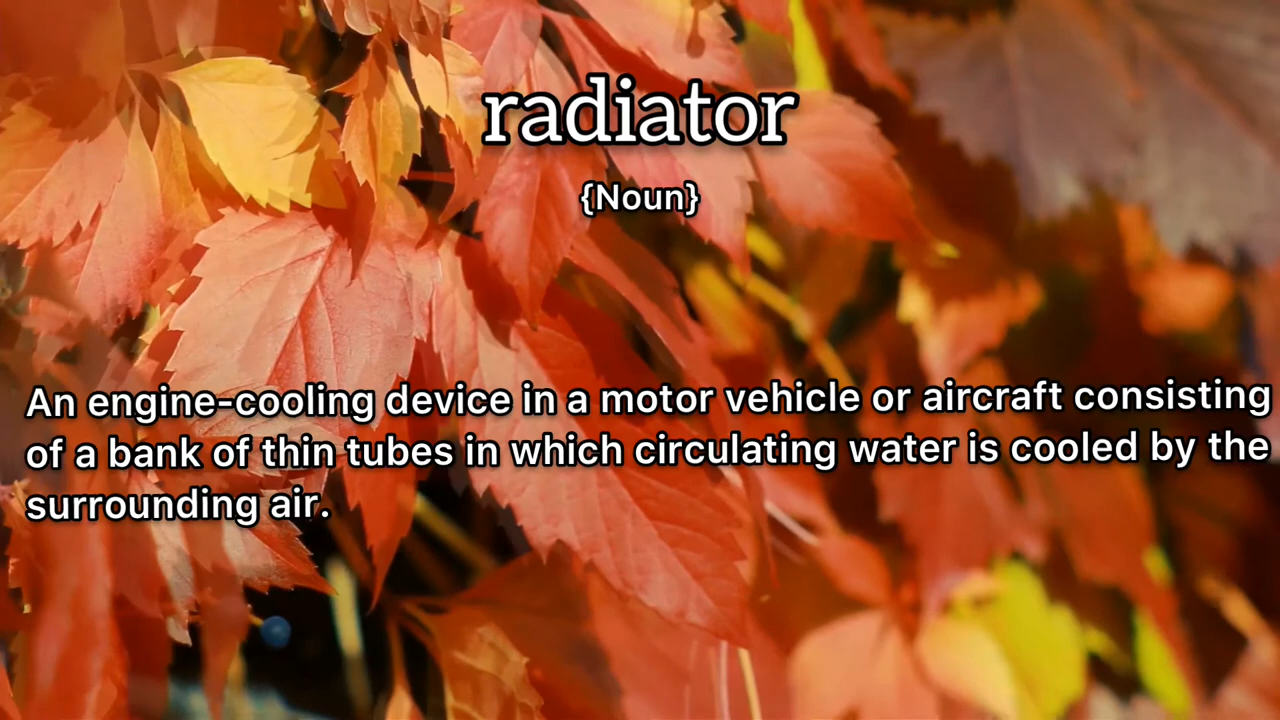 radiator
{Noun}
An engine-cooling device in a motor vehicle or aircraft consisting
of a bank of thin tubes in which circulating water is cooled by the
surrounding air.